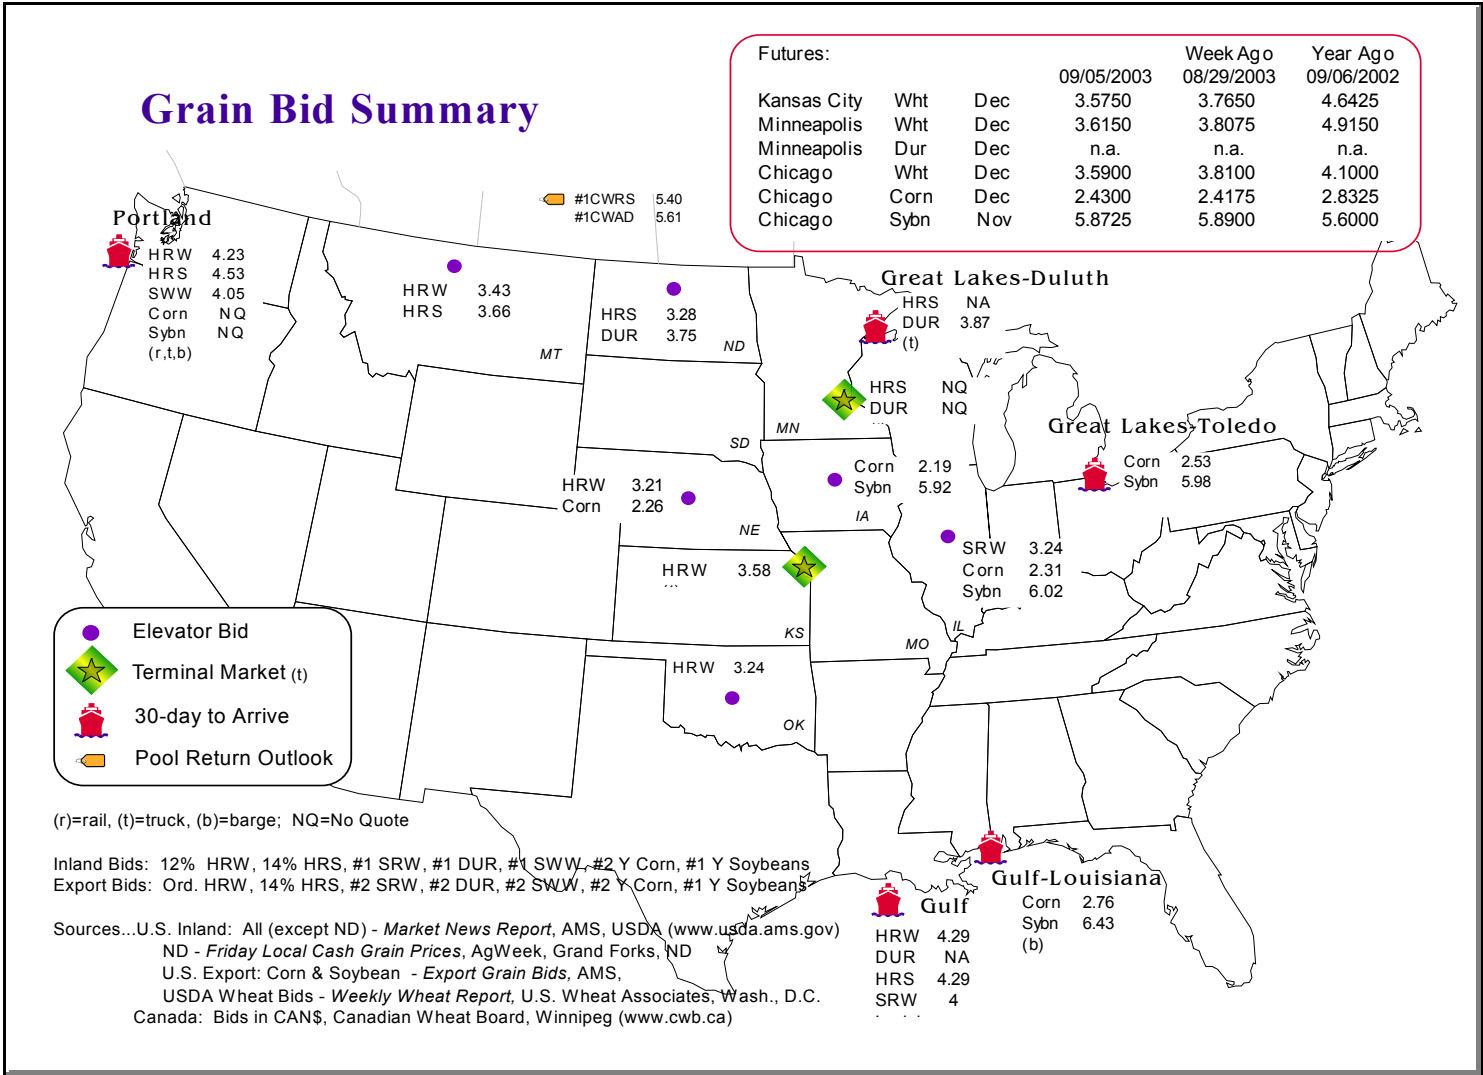 Grain Bid Summary
Futures: Week Ago Year Ago
09/05/2003 08/29/2003 09/06/2002
Kansas City Wht Dec 3.5750 3.7650 4.6425
Minneapolis Wht Dec 3.6150 3.8075 4.9150
Minneapolis Dur Dec n.a. n.a. n.a.
Chicago Wht Dec 3.5900 3.8100 4.1000
Chicago Corn Dec 2.4300 2.4175 2.8325
Chicago Sybn Nov 5.8725 5.8900 5.6000
#1CWRS 5.40
#1CWAD 5.61
Portland
HRW 4.23
HRS 4.53
SWW 4.05
Corn NQ
Sybn NQ
(r,t,b)
HRW 3.43
HRS 3.66
MT
HRS 3.28
DUR 3.75
ND
Great Lakes-Duluth
HRS NA
DUR 3.87
(t)
HRS NQ
DUR NQ
MN
SD
Great Lakes-Toledo
Corn 2.53
Sybn 5.98
Corn 2.19
Sybn 5.92
IA
HRW 3.21
Corn 2.26
NE
SRW 3.24
Corn 2.31
Sybn 6.02
IL
HRW 3.58
KS
MO
HRW 3.24
OK
Elevator Bid
Terminal Market (t)
30-day to Arrive
Pool Return Outlook
(r)=rail, (t)=truck, (b)=barge; NQ=No Quote
Inland Bids: 12% HRW, 14% HRS, #1 SRW, #1 DUR, #1 SWW, #2 Y Corn, #1 Y Soybeans
Export Bids: Ord. HRW, 14% HRS, #2 SRW, #2 DUR, #2 SWW, #2 Y Corn, #1 Y Soybeans
Gulf-Louisiana
Corn 2.76
Sybn 6.43
(b)
Gulf
HRW 4.29
DUR NA
HRS 4.29
SRW 4
Sources...U.S. Inland: All (except ND) - Market News Report, AMS, USDA (www.usda.ams.gov)
ND - Friday Local Cash Grain Prices, AgWeek, Grand Forks, ND
U.S. Export: Corn & Soybean - Export Grain Bids, AMS,
USDA Wheat Bids - Weekly Wheat Report, U.S. Wheat Associates, Wash., D.C.
Canada: Bids in CAN$, Canadian Wheat Board, Winnipeg (www.cwb.ca)